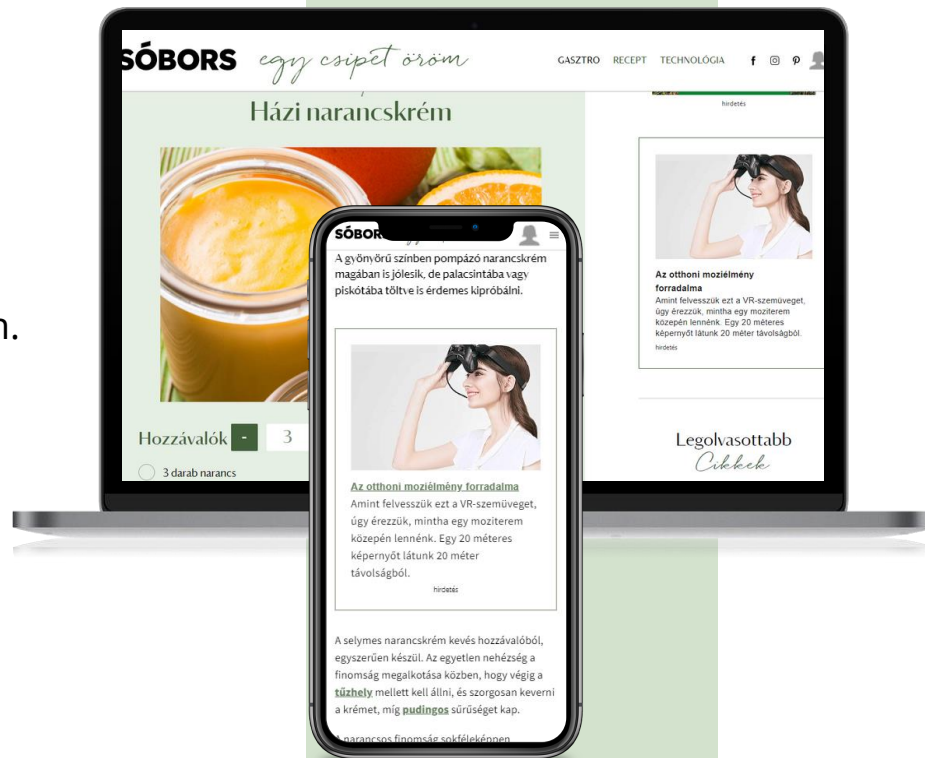 SÓBORS egy csipet öröm
GASZTRO RECEPT TECHNOLÓGIA
Házi narancskrém
hirdetés
Az otthoni moziélmény
forradalma
Amint felvesszük ezt a VR-szemüveget,
úgy érezzük, mintha egy moziterem
közepén lennénk. Egy 20 méteres
képernyőt látunk 20 méter távolságból.
hirdetés
Hozzávalók - 3
3 darab narancs
Legolvasottabb
Cikkek
n.
SÓBOR
A gyönyörű színben pompázó narancskrém
magában is jólesik, de palacsintába vagy
piskótába töltve is érdemes kipróbálni.
Az otthoni moziélmény forradalma
Amint felvesszük ezt a VR-szemüveget,
úgy érezzük, mintha egy moziterem
közepén lennénk. Egy 20 méteres
képernyőt látunk 20 méter
távolságból.
hirdetés
A selymes narancskrém kevés hozzávalóból,
egyszerűen készül. Az egyetlen nehézség a
finomság megalkotása közben, hogy végig a
tűzhely mellett kell állni, és szorgosan keverni
a krémet, míg pudingos sűrűséget kap.
A narancsos finomság sokféleképpen